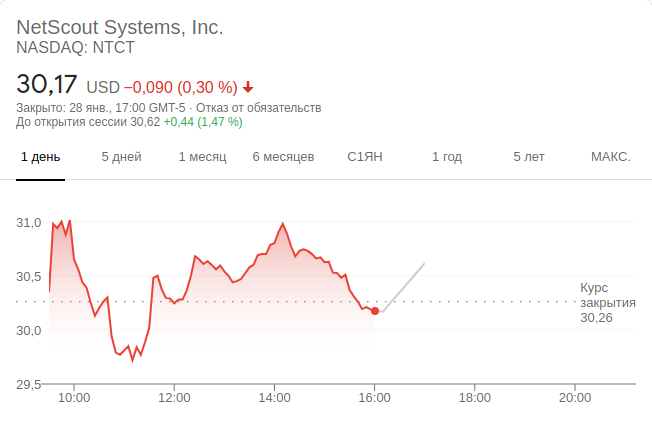 NetScout Systems, Inc.
NASDAQ: NTCT
30,17 USD −0,090 (0,30 %)
Закрыто: 28 янв., 17:00 GMT-5 · Отказ от обязательств
До открытия сессии 30,62 +0,44 (1,47 %)
1 день 5 дней 1 месяц 6 месяцев С1ЯН 1 год 5 лет МАКС.
31,0
30,5
Курс
закрытия
30,26
30,0
29,5
10:00 12:00 14:00 16:00 18:00 20:00